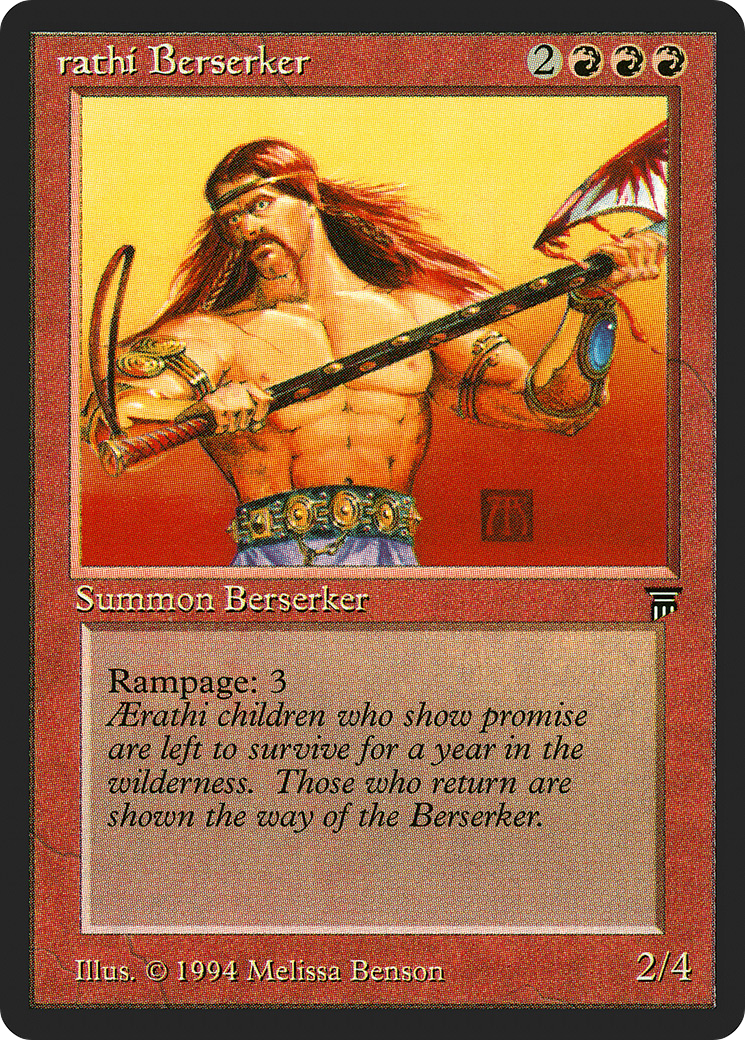 rathi Berserker
2
Summon Berserker
Rampage: 3
Ærathi children who show promise
are left to survive for a year in the
wilderness. Those who return are
shown the way of the Berserker.
Illus. © 1994 Melissa Benson
2/4